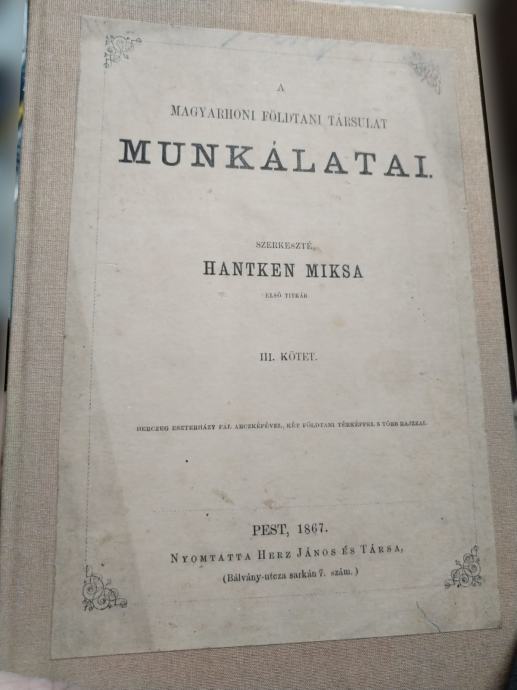 A
MAGYARHONI FÖLDTANI TÁRSULAT
MUNKÁLATAI.
SZERKESZTÉ,
HANTKEN MIKSA
ELSŐ TITKÁR
III. KÖTET.
HERCZEG ESZTERHÁZY PÁL ARCZKÉPÉVEL, KÉT FÖLDTANI TÉRKÉPPEL S TÖBB RAJZZAL
PEST, 1867.
NYOMTATTA HERZ JÁNOS ÉS TÁRSA,
(Bálvány-utcza sarkán 7. szám.)